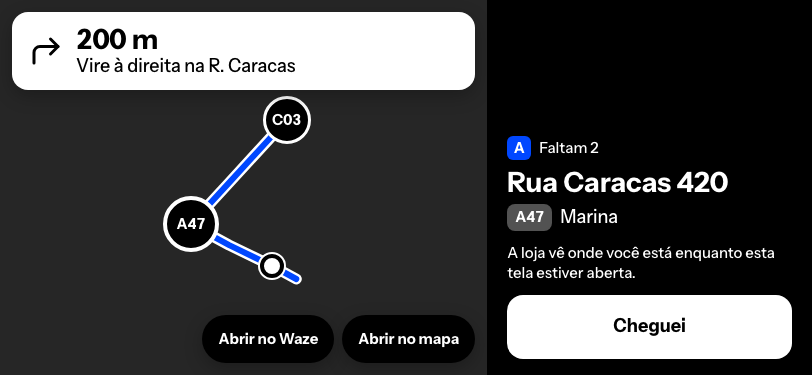 200 m
Vire à direita na R. Caracas
C03
A47
Abrir no Waze
Abrir no mapa
A Faltam 2
Rua Caracas 420
A47 Marina
A loja vê onde você está enquanto esta
tela estiver aberta.
Cheguei